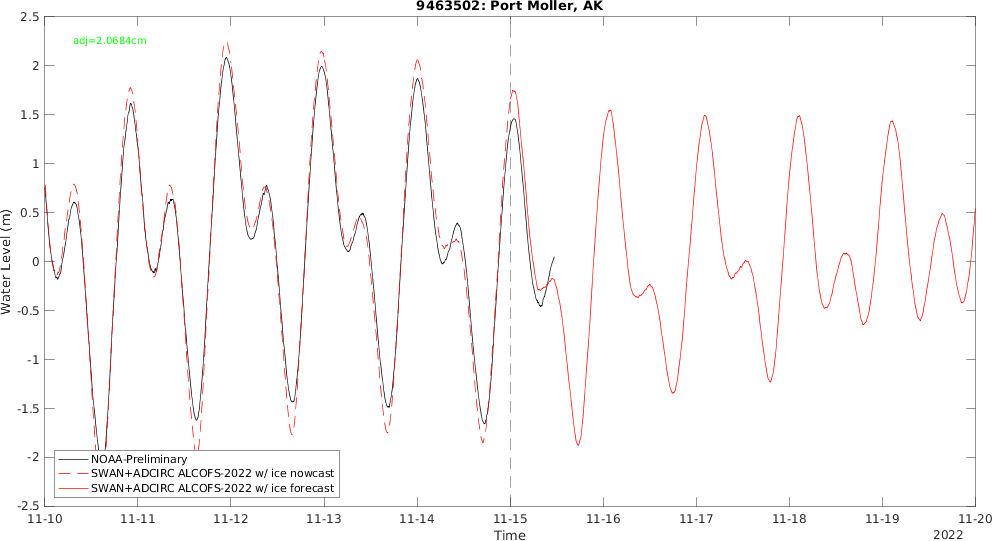 9463502: Port Moller, AK
adj=2.0684cm
2.5
2
1.5
1
0.5
0
-0.5
-1
-1.5
-2
-2.5
Water Level (m)
NOAA-Preliminary
SWAN+ADCIRC ALCOFS-2022 w/ ice nowcast
SWAN+ADCIRC ALCOFS-2022 w/ ice forecast
11-10 11-11 11-12 11-13 11-14 11-15 11-16 11-17 11-18 11-19 11-20
Time
2022